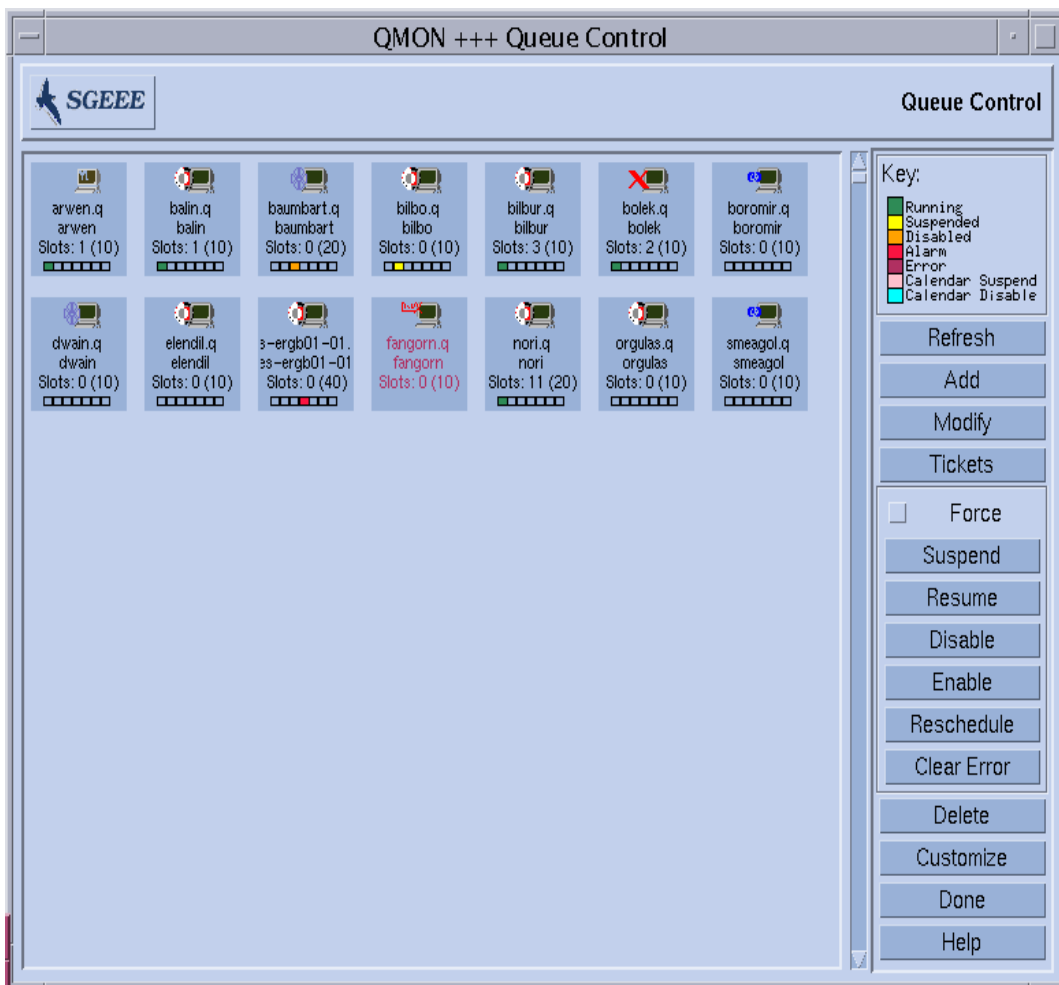 QMON +++ Queue Control
SGEEE
Queue Control
arwen.q
arwen
Slots: 1 (10)
balin.q
balin
Slots: 1 (10)
baumbart.q
baumbart
Slots: 0 (20)
bilbo.q
bilbo
Slots: 0 (10)
bilbur.q
bilbur
Slots: 3 (10)
bolek.q
bolek
Slots: 2 (10)
boromir.q
boromir
Slots: 0 (10)
dwain.q
dwain
Slots: 0 (10)
elendil.q
elendil
Slots: 0 (10)
s-ergb01-01.
es-ergb01-01
Slots: 0 (40)
fangorn.q
fangorn
Slots: 0 (10)
nori.q
nori
Slots: 11 (20)
orgulas.q
orgulas
Slots: 0 (10)
smeagol.q
smeagol
Slots: 0 (10)
Key:
Running
Suspended
Disabled
Alarm
Error
Calendar Suspend
Calendar Disable
Refresh
Add
Modify
Tickets
Force
Suspend
Resume
Disable
Enable
Reschedule
Clear Error
Delete
Customize
Done
Help